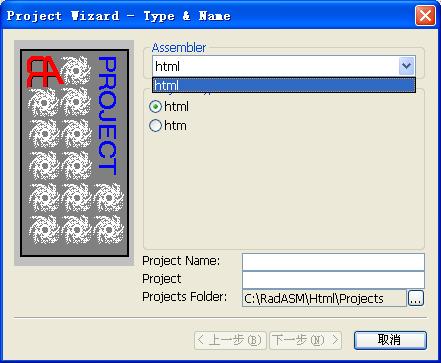 Project Wizard - Type & Name
RA
PROJECT
Assembler
html
html
html
htm
Project Name:
Project
Projects Folder:
C:\RadASM\Html\Projects
...
< 上一步(B)
下一步(N) >
取消